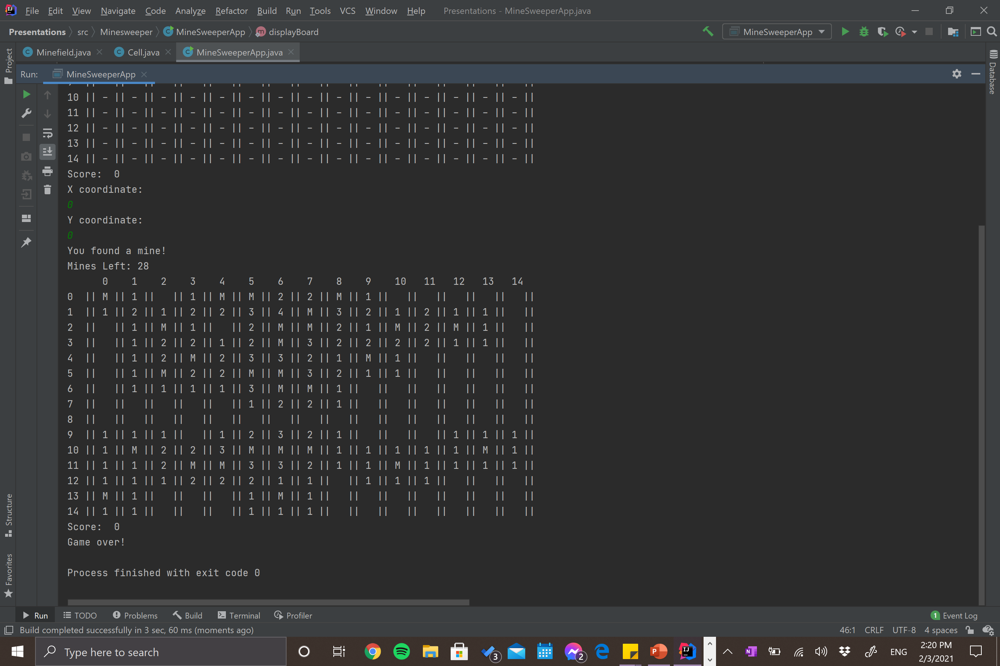 File Edit View Navigate Code Analyze Refactor Build Run Tools VCS Window Help Presentations - MineSweeperApp.java
Presentations src Minesweeper MineSweeperApp displayBoard MineSweeperApp
Project Minefield.java Cell.java MineSweeperApp.java Database
Run: MineSweeperApp
10 || - || - || - || - || - || - || - || - || - || - || - || - || - || - || - ||
11 || - || - || - || - || - || - || - || - || - || - || - || - || - || - || - ||
12 || - || - || - || - || - || - || - || - || - || - || - || - || - || - || - ||
13 || - || - || - || - || - || - || - || - || - || - || - || - || - || - || - ||
14 || - || - || - || - || - || - || - || - || - || - || - || - || - || - || - ||
Score:  0
X coordinate:
0
Y coordinate:
0
You found a mine!
Mines Left: 28
      0    1    2    3    4    5    6    7    8    9    10   11   12   13   14
0  || M || 1 ||   || 1 || M || M || 2 || 2 || M || 1 ||   ||   ||   ||   ||   ||
1  || 1 || 2 || 1 || 2 || 2 || 3 || 4 || M || 3 || 2 || 1 || 2 || 1 || 1 ||   ||
2  ||   || 1 || M || 1 ||   || 2 || M || M || 2 || 1 || M || 2 || M || 1 ||   ||
3  ||   || 1 || 2 || 2 || 1 || 2 || M || 3 || 2 || 2 || 2 || 2 || 1 || 1 ||   ||
4  ||   || 1 || 2 || M || 2 || 3 || 3 || 2 || 1 || M || 1 ||   ||   ||   ||   ||
5  ||   || 1 || M || 2 || 2 || M || M || 3 || 2 || 1 || 1 ||   ||   ||   ||   ||
6  ||   || 1 || 1 || 1 || 1 || 3 || M || M || 1 ||   ||   ||   ||   ||   ||   ||
7  ||   ||   ||   ||   ||   || 1 || 2 || 2 || 1 ||   ||   ||   ||   ||   ||   ||
8  ||   ||   ||   ||   ||   ||   ||   ||   ||   ||   ||   ||   ||   ||   ||   ||
9  || 1 || 1 || 1 ||   || 1 || 2 || 3 || 2 || 1 ||   ||   ||   || 1 || 1 || 1 ||
10 || 1 || M || 2 || 2 || 3 || M || M || M || 1 || 1 || 1 || 1 || 1 || M || 1 ||
11 || 1 || 1 || 2 || M || M || 3 || 3 || 2 || 1 || 1 || M || 1 || 1 || 1 || 1 ||
12 || 1 || 1 || 1 || 2 || 2 || 2 || 1 || 1 ||   || 1 || 1 || 1 ||   ||   ||   ||
13 || M || 1 ||   ||   ||   || 1 || M || 1 ||   ||   ||   ||   ||   ||   ||   ||
14 || 1 || 1 ||   ||   ||   || 1 || 1 || 1 ||   ||   ||   ||   ||   ||   ||   ||
Score:  0
Game over!
Process finished with exit code 0
Structure
Favorites
Run TODO Problems Build Terminal Profiler 1 Event Log
Build completed successfully in 3 sec, 60 ms (moments ago) 46:1 CRLF UTF-8 4 spaces
Type here to search 3 2 ENG 2:20 PM
2/3/2021